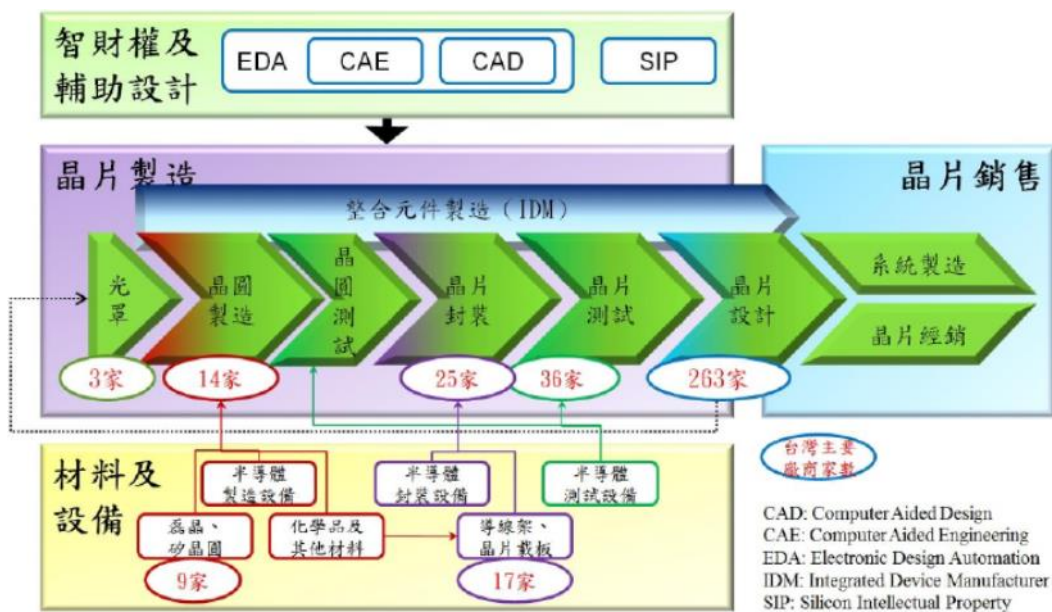 智財權及
輔助設計
EDA
CAE
CAD
SIP
晶片製造
晶片銷售
整合元件製造(IDM)
光
罩
晶圓
製造
晶
圓
測
試
晶片
封裝
晶片
測試
晶片
設計
系統製造
晶片經銷
3家
14家
25家
36家
263家
材料及
設備
半導體
製造設備
半導體
封裝設備
半導體
測試設備
磊晶、
矽晶圓
化學品及
其他材料
導線架、
晶片載板
9家
17家
台灣主要
廠商家數
CAD: Computer Aided Design
CAE: Computer Aided Engineering
EDA: Electronic Design Automation
IDM: Integrated Device Manufacturer
SIP: Silicon Intellectual Property